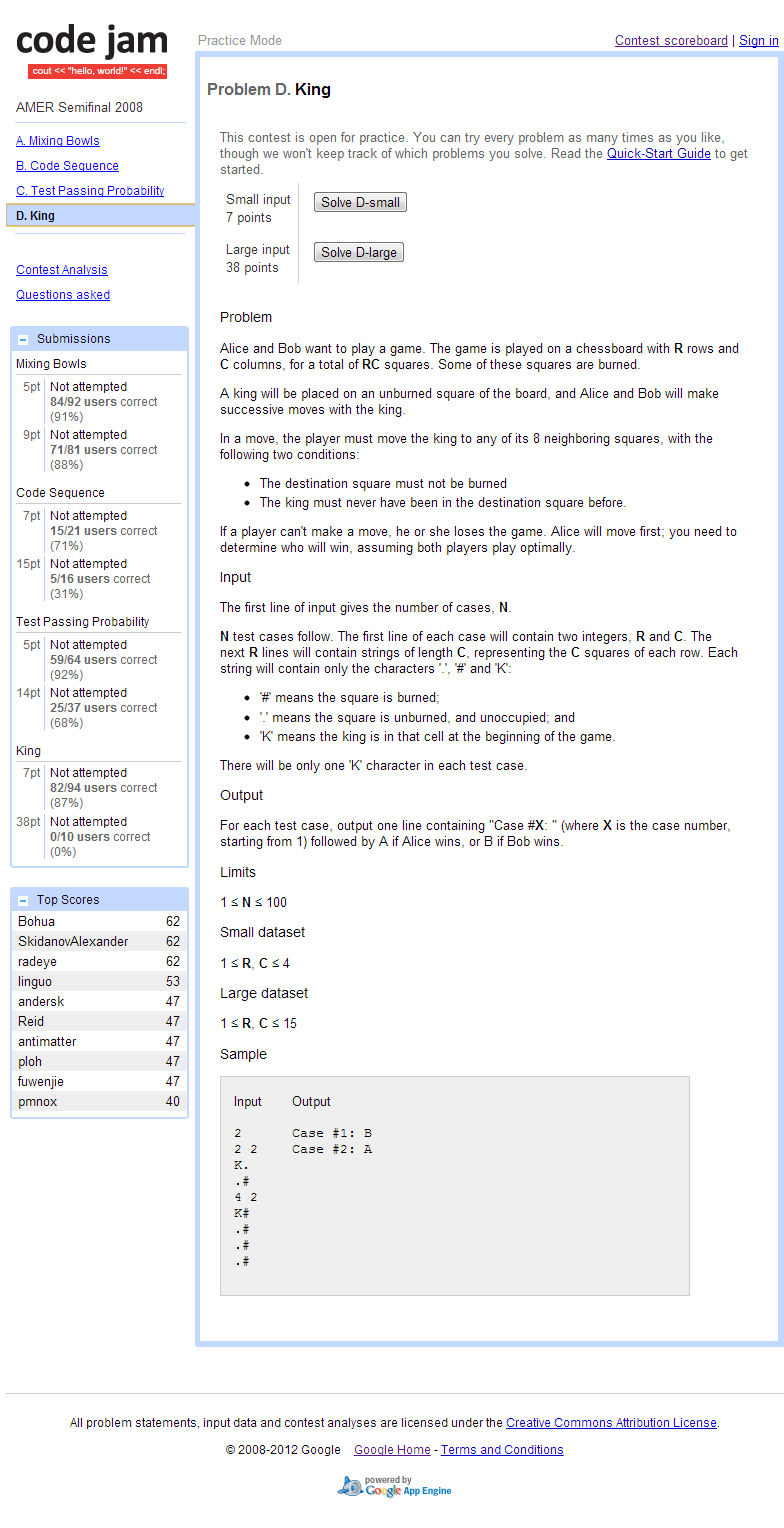 code jam
cout << "hello, world!" << endl;
AMER Semifinal 2008
A. Mixing Bowls
B. Code Sequence
C. Test Passing Probability
D. King
Contest Analysis
Questions asked
Submissions
Mixing Bowls
5pt Not attempted
84/92 users correct
(91%)
9pt Not attempted
71/81 users correct
(88%)
Code Sequence
7pt Not attempted
15/21 users correct
(71%)
15pt Not attempted
5/16 users correct
(31%)
Test Passing Probability
5pt Not attempted
59/64 users correct
(92%)
14pt Not attempted
25/37 users correct
(68%)
King
7pt Not attempted
82/94 users correct
(87%)
38pt Not attempted
0/10 users correct
(0%)
Top Scores
Bohua 62
SkidanovAlexander 62
radeye 62
linguo 53
andersk 47
Reid 47
antimatter 47
ploh 47
fuwenjie 47
pmnox 40
Practice Mode
Contest scoreboard | Sign in
Problem D. King
This contest is open for practice. You can try every problem as many times as you like,
though we won't keep track of which problems you solve. Read the Quick-Start Guide to get
started.
Small input
7 points
Solve D-small
Large input
38 points
Solve D-large
Problem
Alice and Bob want to play a game. The game is played on a chessboard with R rows and
C columns, for a total of RC squares. Some of these squares are burned.
A king will be placed on an unburned square of the board, and Alice and Bob will make
successive moves with the king.
In a move, the player must move the king to any of its 8 neighboring squares, with the
following two conditions:
• The destination square must not be burned
• The king must never have been in the destination square before.
If a player can't make a move, he or she loses the game. Alice will move first; you need to
determine who will win, assuming both players play optimally.
Input
The first line of input gives the number of cases, N.
N test cases follow. The first line of each case will contain two integers, R and C. The
next R lines will contain strings of length C, representing the C squares of each row. Each
string will contain only the characters '.', '#' and 'K':
• '#' means the square is burned;
• '.' means the square is unburned, and unoccupied; and
• 'K' means the king is in that cell at the beginning of the game.
There will be only one 'K' character in each test case.
Output
For each test case, output one line containing "Case #X: " (where X is the case number,
starting from 1) followed by A if Alice wins, or B if Bob wins.
Limits
1 ≤ N ≤ 100
Small dataset
1 ≤ R, C ≤ 4
Large dataset
1 ≤ R, C ≤ 15
Sample
Input Output
2 Case #1: B
2 2 Case #2: A
K.
.#
4 2
K#
.#
.#
.#
All problem statements, input data and contest analyses are licensed under the Creative Commons Attribution License.
© 2008-2012 Google Google Home - Terms and Conditions
powered by
Google App Engine